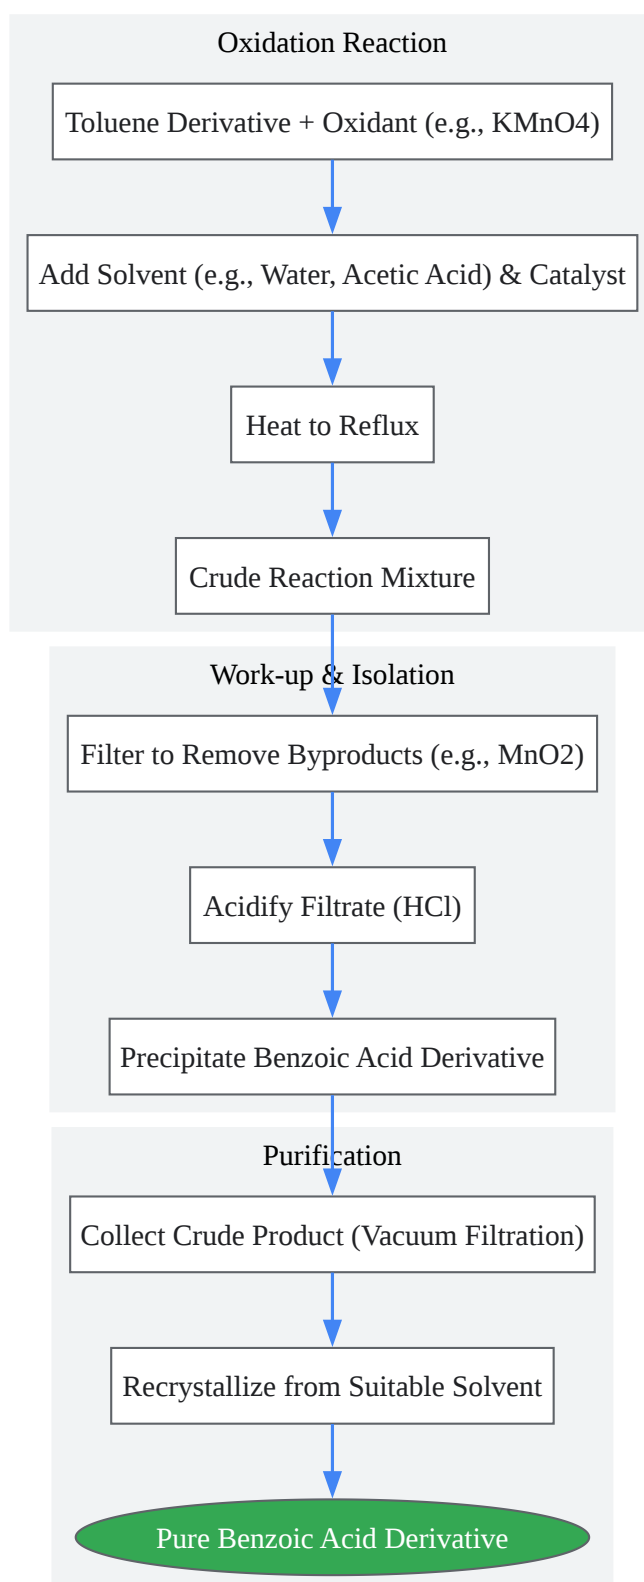 Oxidation Reaction
Toluene Derivative + Oxidant (e.g., KMnO4)
Add Solvent (e.g., Water, Acetic Acid) & Catalyst
Heat to Reflux
Crude Reaction Mixture
Work-up & Isolation
Filter to Remove Byproducts (e.g., MnO2)
Acidify Filtrate (HCl)
Precipitate Benzoic Acid Derivative
Purification
Collect Crude Product (Vacuum Filtration)
Recrystallize from Suitable Solvent
Pure Benzoic Acid Derivative